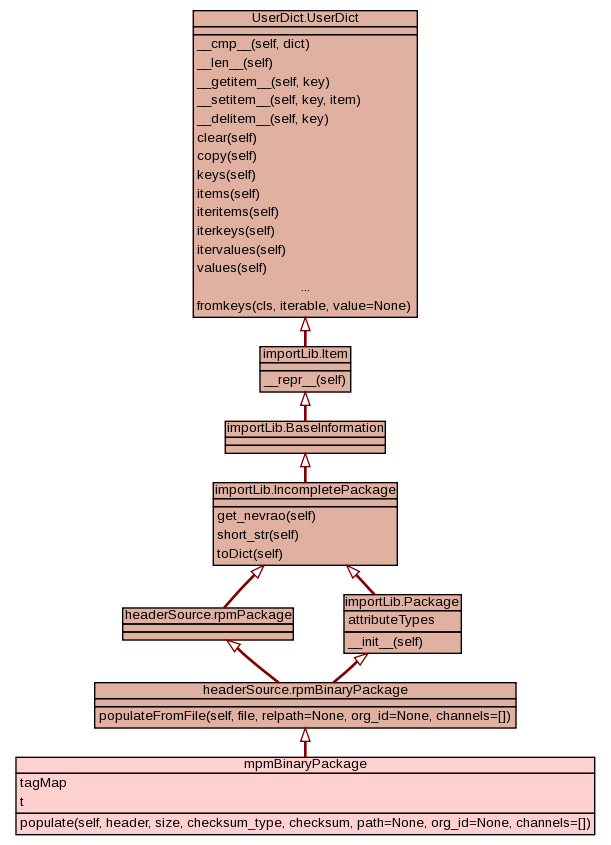 UserDict.UserDict
__cmp__(self, dict)
__len__(self)
__getitem__(self, key)
__setitem__(self, key, item)
__delitem__(self, key)
clear(self)
copy(self)
keys(self)
items(self)
iteritems(self)
iterkeys(self)
itervalues(self)
values(self)
...
fromkeys(cls, iterable, value=None)
importLib.Item
__repr__(self)
importLib.BaseInformation
importLib.IncompletePackage
get_nevrao(self)
short_str(self)
toDict(self)
headerSource.rpmPackage
importLib.Package
attributeTypes
__init__(self)
headerSource.rpmBinaryPackage
populateFromFile(self, file, relpath=None, org_id=None, channels=[])
mpmBinaryPackage
tagMap
t
populate(self, header, size, checksum_type, checksum, path=None, org_id=None, channels=[])